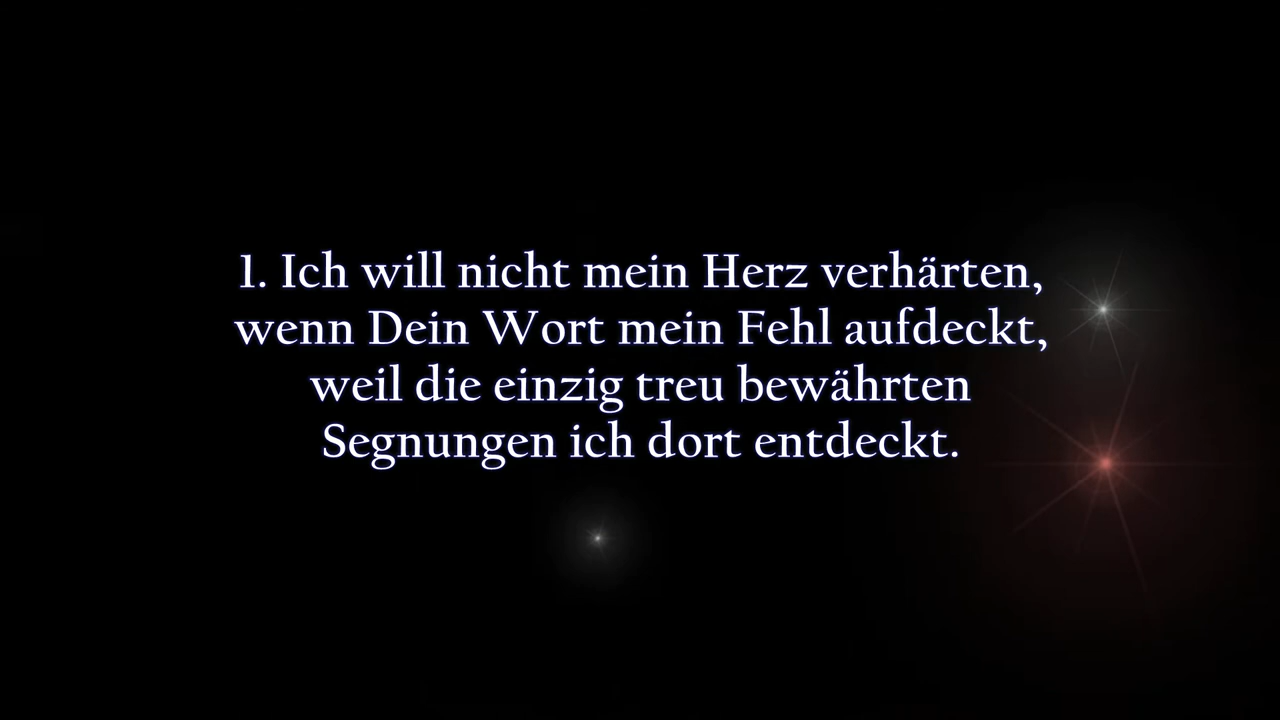 1. Ich will nicht mein Herz verhärten,
wenn Dein Wort mein Fehl aufdeckt,
weil die einzig treu bewährten
Segnungen ich dort entdeckt.